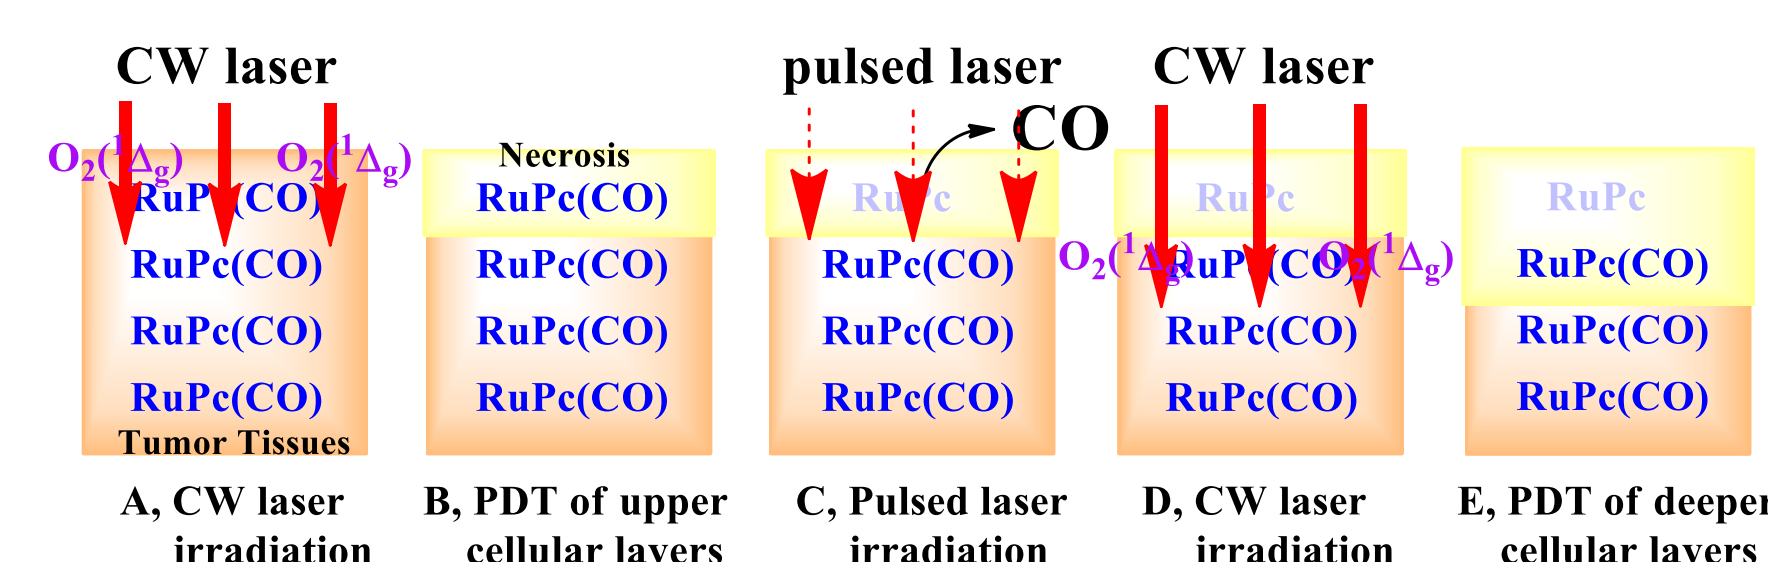 CW laser
O₂(¹Δg)
O₂(¹Δg)
RuPc(CO)
RuPc(CO)
RuPc(CO)
RuPc(CO)
Tumor Tissues
A, CW laser
irradiation
Necrosis
RuPc(CO)
RuPc(CO)
RuPc(CO)
RuPc(CO)
B, PDT of upper
cellular layers
pulsed laser
CO
RuPc
RuPc(CO)
RuPc(CO)
RuPc(CO)
C, Pulsed laser
irradiation
CW laser
RuPc
O₂(¹Δg)
O₂(¹Δg)
RuPc(CO)
RuPc(CO)
RuPc(CO)
D, CW laser
irradiation
RuPc
RuPc(CO)
RuPc(CO)
RuPc(CO)
E, PDT of deeper
cellular layers